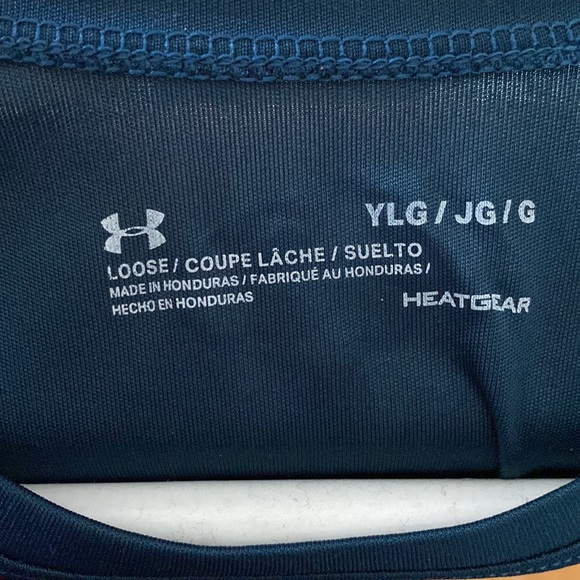 YLG / JG / G
LOOSE / COUPE LÂCHE / SUELTO
MADE IN HONDURAS / FABRIQUÉ AU HONDURAS /
HECHO EN HONDURAS
HEATGEAR